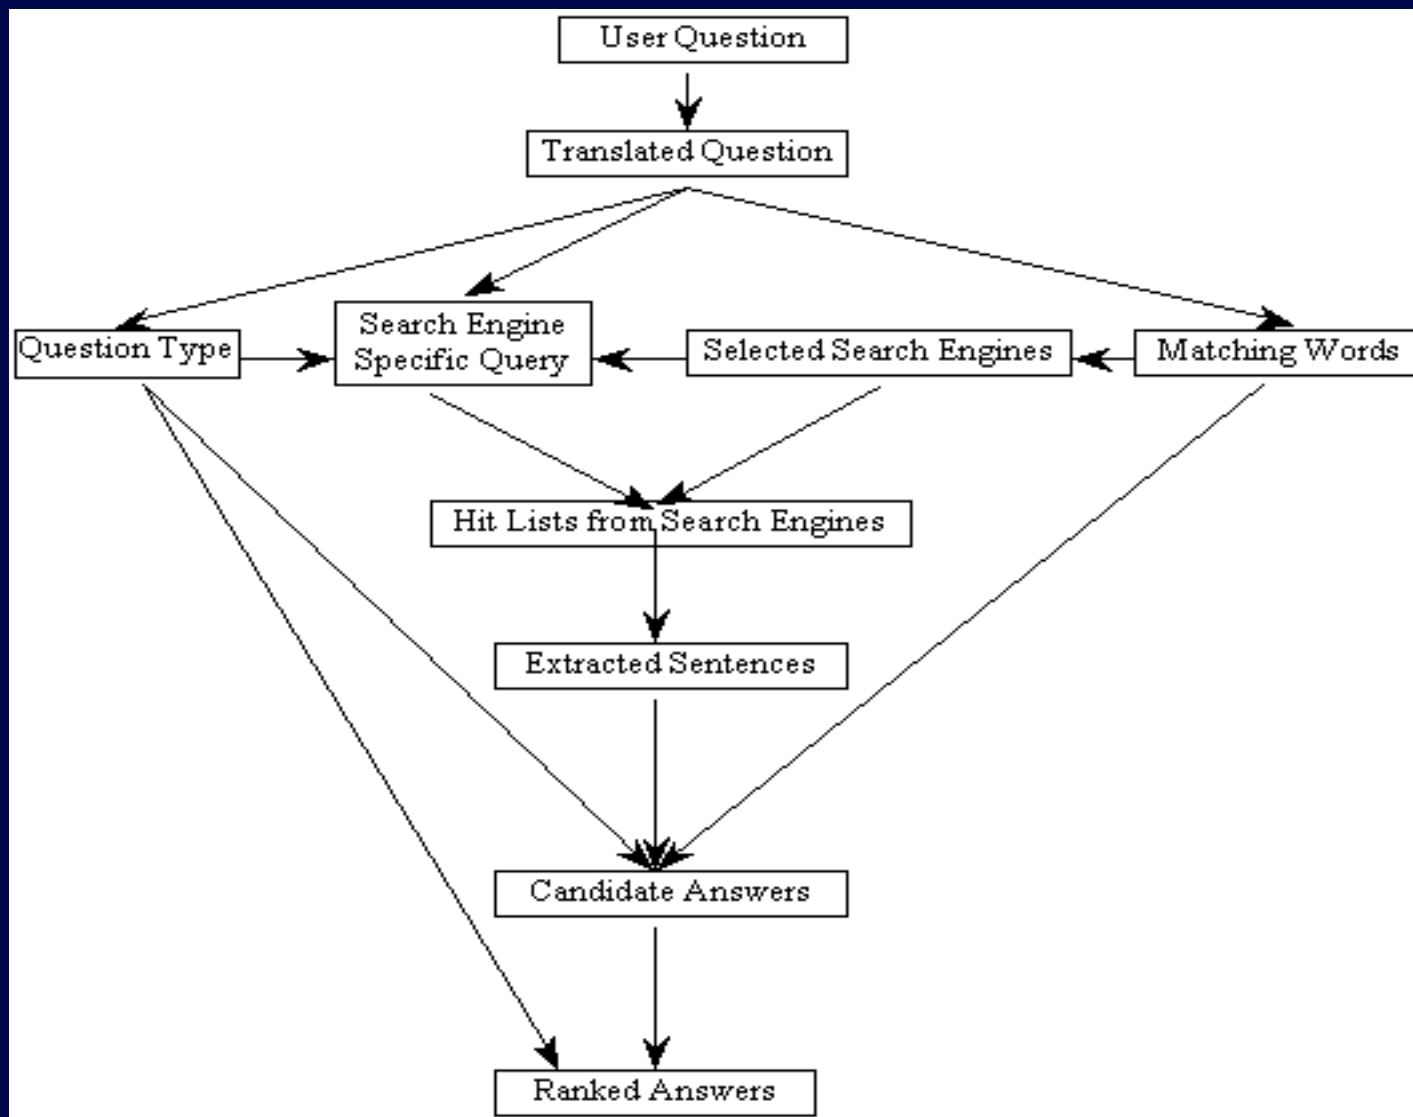 User Question
Translated Question
Question Type
Search Engine
Specific Query
Selected Search Engines
Matching Words
Hit Lists from Search Engines
Extracted Sentences
Candidate Answers
Ranked Answers